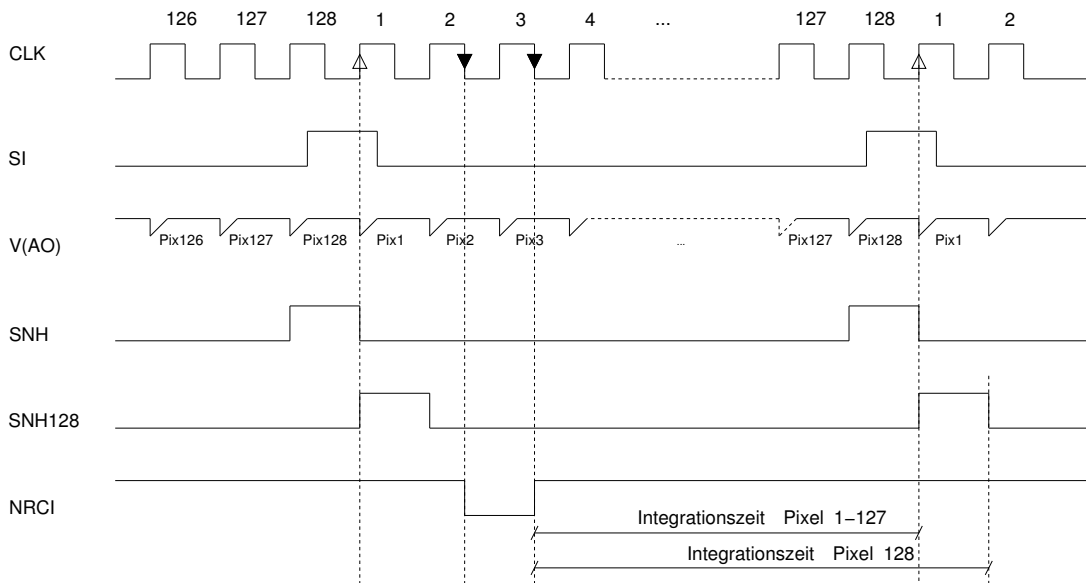 126 127 128 1 2 3 4 ... 127 128 1 2
CLK
SI
V(AO)
Pix126 Pix127 Pix128 Pix1 Pix2 Pix3 ... Pix127 Pix128 Pix1
SNH
SNH128
NRCI
Integrationszeit Pixel 1–127
Integrationszeit Pixel 128